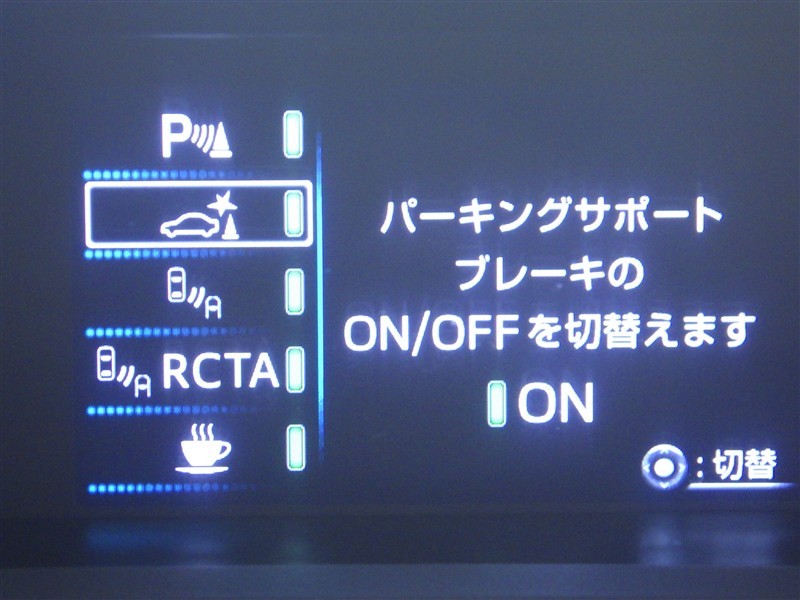 P
RCTA
パーキングサポート
ブレーキの
ON/OFFを切替えます
ON
:切替